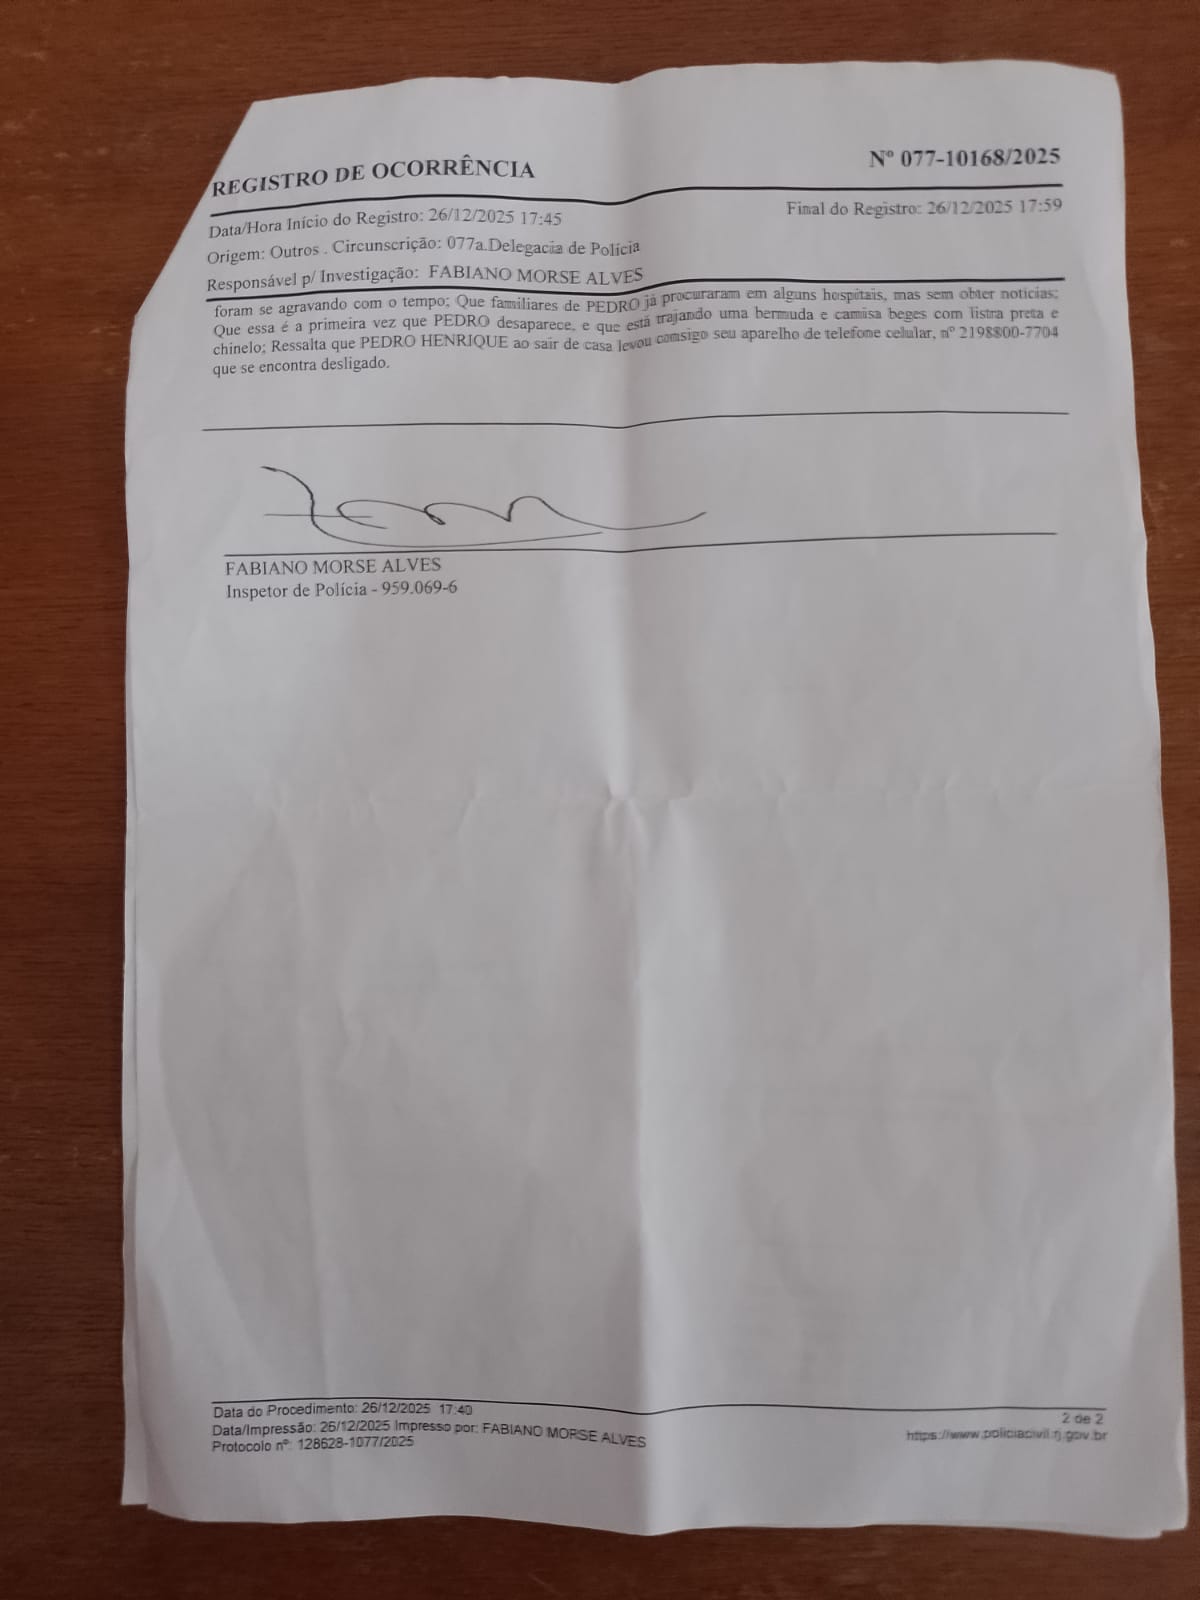 REGISTRO DE OCORRÊNCIA
Nº 077-10168/2025
Data/Hora Início do Registro: 26/12/2025 17:45
Final do Registro: 26/12/2025 17:59
Origem: Outros . Circunscrição: 077a.Delegacia de Polícia
Responsável p/ Investigação: FABIANO MORSE ALVES
foram se agravando com o tempo; Que familiares de PEDRO já procuraram em alguns hospitais, mas sem obter noticias;
Que essa é a primeira vez que PEDRO desaparece, e que está trajando uma bermuda e camisa beges com listra preta e
chinelo; Ressalta que PEDRO HENRIQUE ao sair de casa levou comsigo seu aparelho de telefome celular, nº 2198800-7704
que se encontra desligado.
FABIANO MORSE ALVES
Inspetor de Polícia - 959.069-6
Data do Procedimento: 26/12/2025 17:40
Data/Impressão: 26/12/2025 Impresso por: FABIANO MORSE ALVES
Protocolo nº: 128628-1077/2025
2 de 2
https://www.policiacivil.rj.gov.br